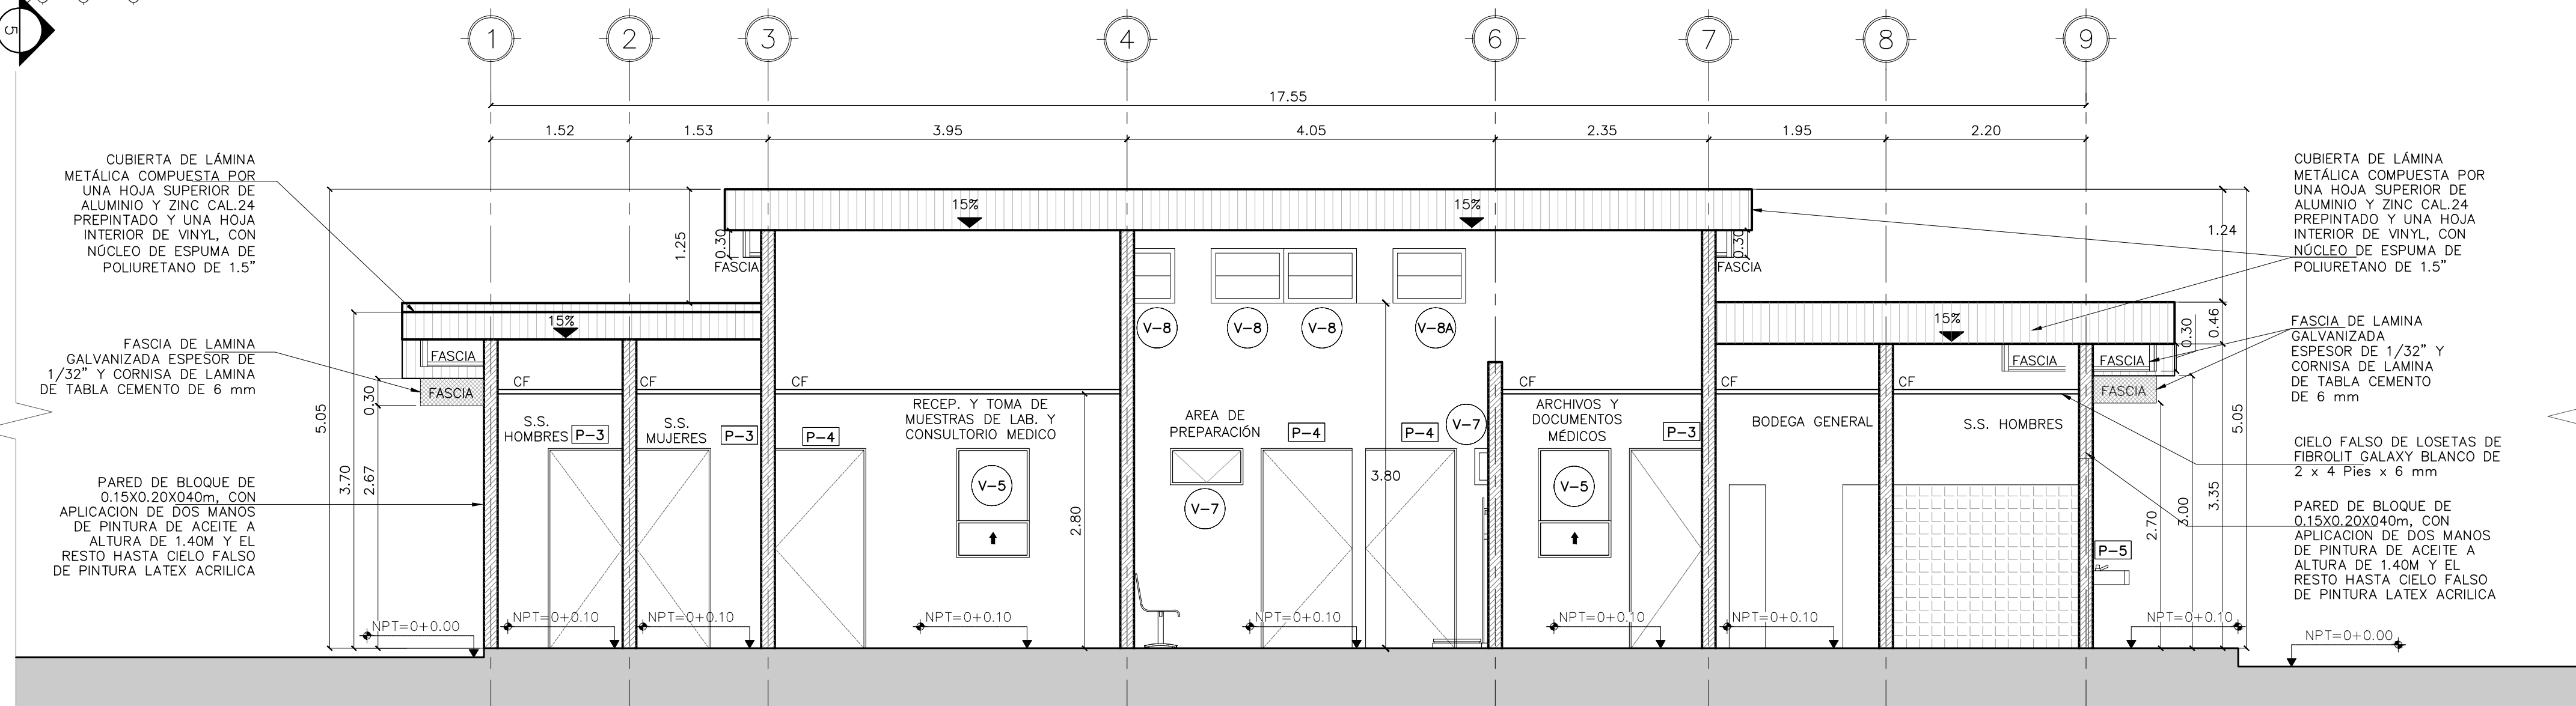 5
1
2
3
4
6
7
8
9
17.55
1.52
1.53
3.95
4.05
2.35
1.95
2.20
CUBIERTA DE LÁMINA
METÁLICA COMPUESTA POR
UNA HOJA SUPERIOR DE
ALUMINIO Y ZINC CAL.24
PREPINTADO Y UNA HOJA
INTERIOR DE VINYL, CON
NÚCLEO DE ESPUMA DE
POLIURETANO DE 1.5”
FASCIA DE LAMINA
GALVANIZADA ESPESOR DE
1/32” Y CORNISA DE LAMINA
DE TABLA CEMENTO DE 6 mm
PARED DE BLOQUE DE
0.15X0.20X040m, CON
APLICACION DE DOS MANOS
DE PINTURA DE ACEITE A
ALTURA DE 1.40M Y EL
RESTO HASTA CIELO FALSO
DE PINTURA LATEX ACRILICA
5.05
3.70
2.67
0.30
1.25
0.30
FASCIA
15%
15%
15%
FASCIA
FASCIA
0.30
FASCIA
V-8
V-8
V-8
V-8A
15%
FASCIA
FASCIA
FASCIA
CF
CF
CF
CF
CF
CF
S.S.
HOMBRES
P-3
S.S.
MUJERES
P-3
P-4
RECEP. Y TOMA DE
MUESTRAS DE LAB. Y
CONSULTORIO MEDICO
V-5
2.80
AREA DE
PREPARACIÓN
V-7
P-4
3.80
P-4
V-7
ARCHIVOS Y
DOCUMENTOS
MÉDICOS
V-5
P-3
BODEGA GENERAL
S.S. HOMBRES
P-5
NPT=0+0.00
NPT=0+0.10
NPT=0+0.10
NPT=0+0.10
NPT=0+0.10
NPT=0+0.10
NPT=0+0.10
NPT=0+0.10
NPT=0+0.00
1.24
0.46
0.30
5.05
3.35
3.00
2.70
CUBIERTA DE LÁMINA
METÁLICA COMPUESTA POR
UNA HOJA SUPERIOR DE
ALUMINIO Y ZINC CAL.24
PREPINTADO Y UNA HOJA
INTERIOR DE VINYL, CON
NÚCLEO DE ESPUMA DE
POLIURETANO DE 1.5”
FASCIA DE LAMINA
GALVANIZADA
ESPESOR DE 1/32” Y
CORNISA DE LAMINA
DE TABLA CEMENTO
DE 6 mm
CIELO FALSO DE LOSETAS DE
FIBROLIT GALAXY BLANCO DE
2 x 4 Pies x 6 mm
PARED DE BLOQUE DE
0.15X0.20X040m, CON
APLICACION DE DOS MANOS
DE PINTURA DE ACEITE A
ALTURA DE 1.40M Y EL
RESTO HASTA CIELO FALSO
DE PINTURA LATEX ACRILICA